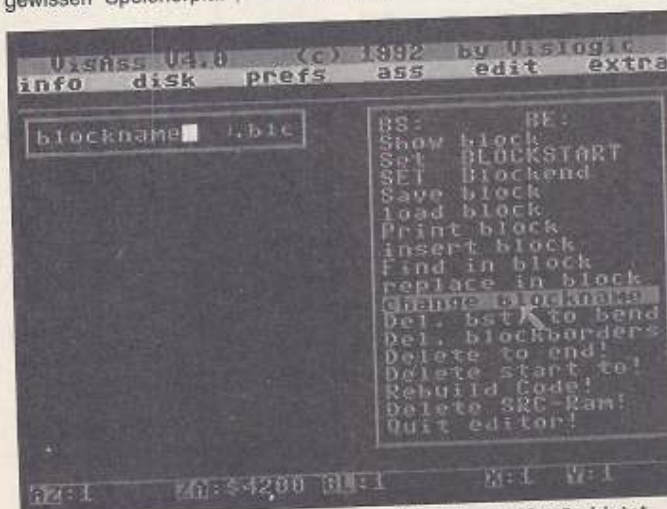 gewissen
VisAss V4.0 (c) 1992 by Vislogic
info disk prefs ass edit extra
blockname .blc
BS: BE:
Show block
Set BLOCKSTART
SET Blockend
Save block
load block
Print block
insert block
Find in block
replace in block
Change blockname
Del. bst to bend
Del. blockborders
Delete to end!
Delete start to!
Rebuild Code!
Delete SRC-Ram!
Quit editor!
AZ:1 ZA:$4200 GL:1 X:1 Y:1